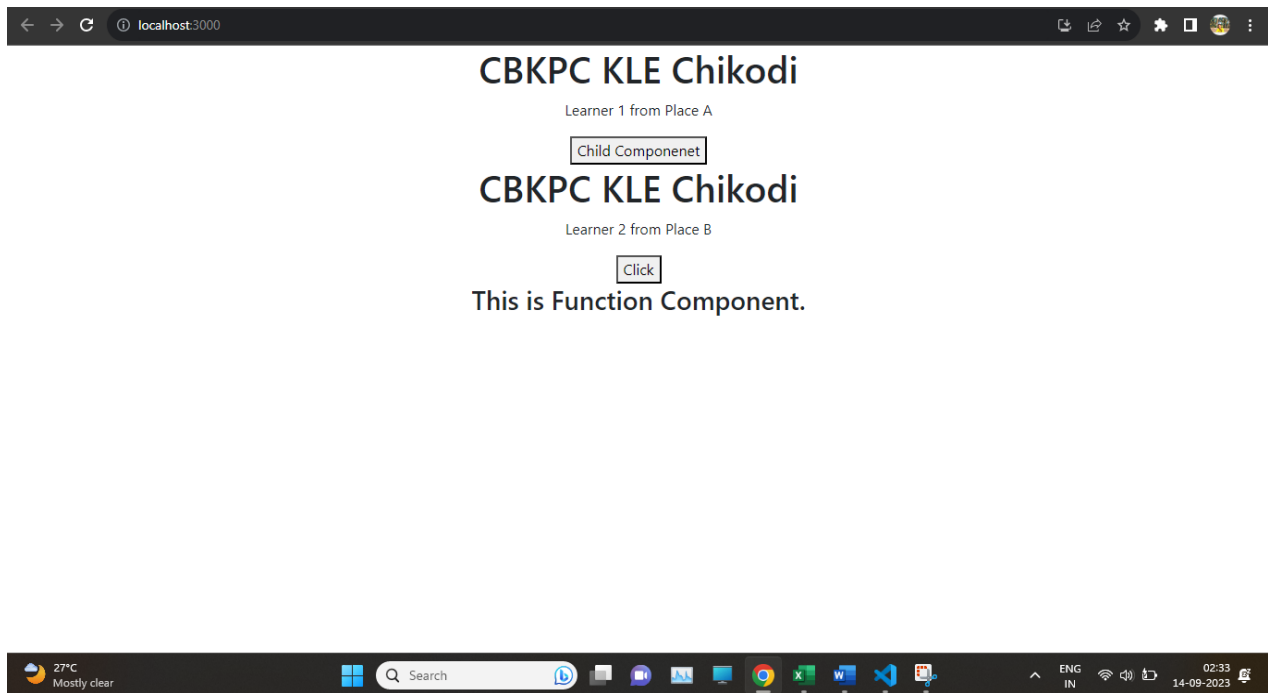 localhost:3000
CBKPC KLE Chikodi
Learner 1 from Place A
Child Componenet
CBKPC KLE Chikodi
Learner 2 from Place B
Click
This is Function Component.
27°C
Mostly clear
Search
ENG
IN
02:33
14-09-2023